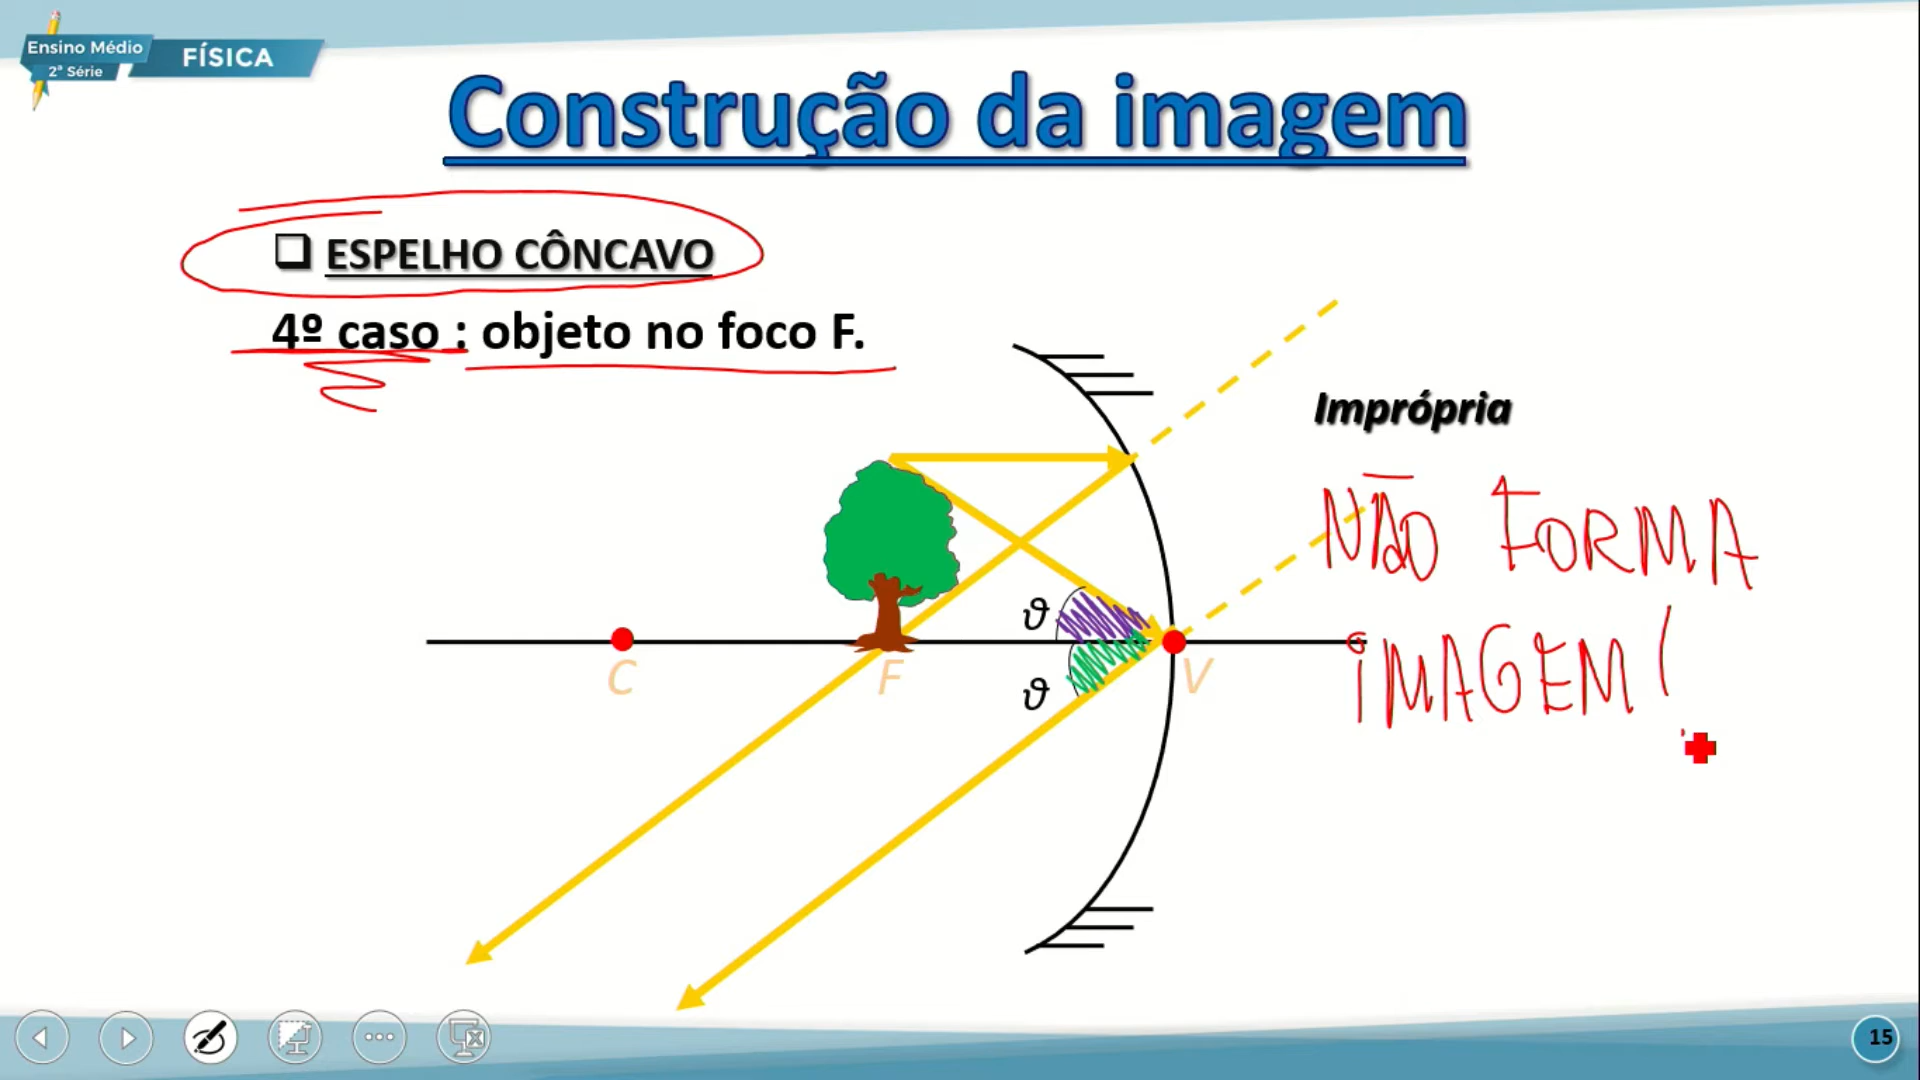 Ensino Médio
2ª Série
FÍSICA
Construção da imagem
ESPELHO CÔNCAVO
4º caso : objeto no foco F.
Imprópria
NÃO FORMA
IMAGEM!
ϑ
ϑ
C
F
V
15